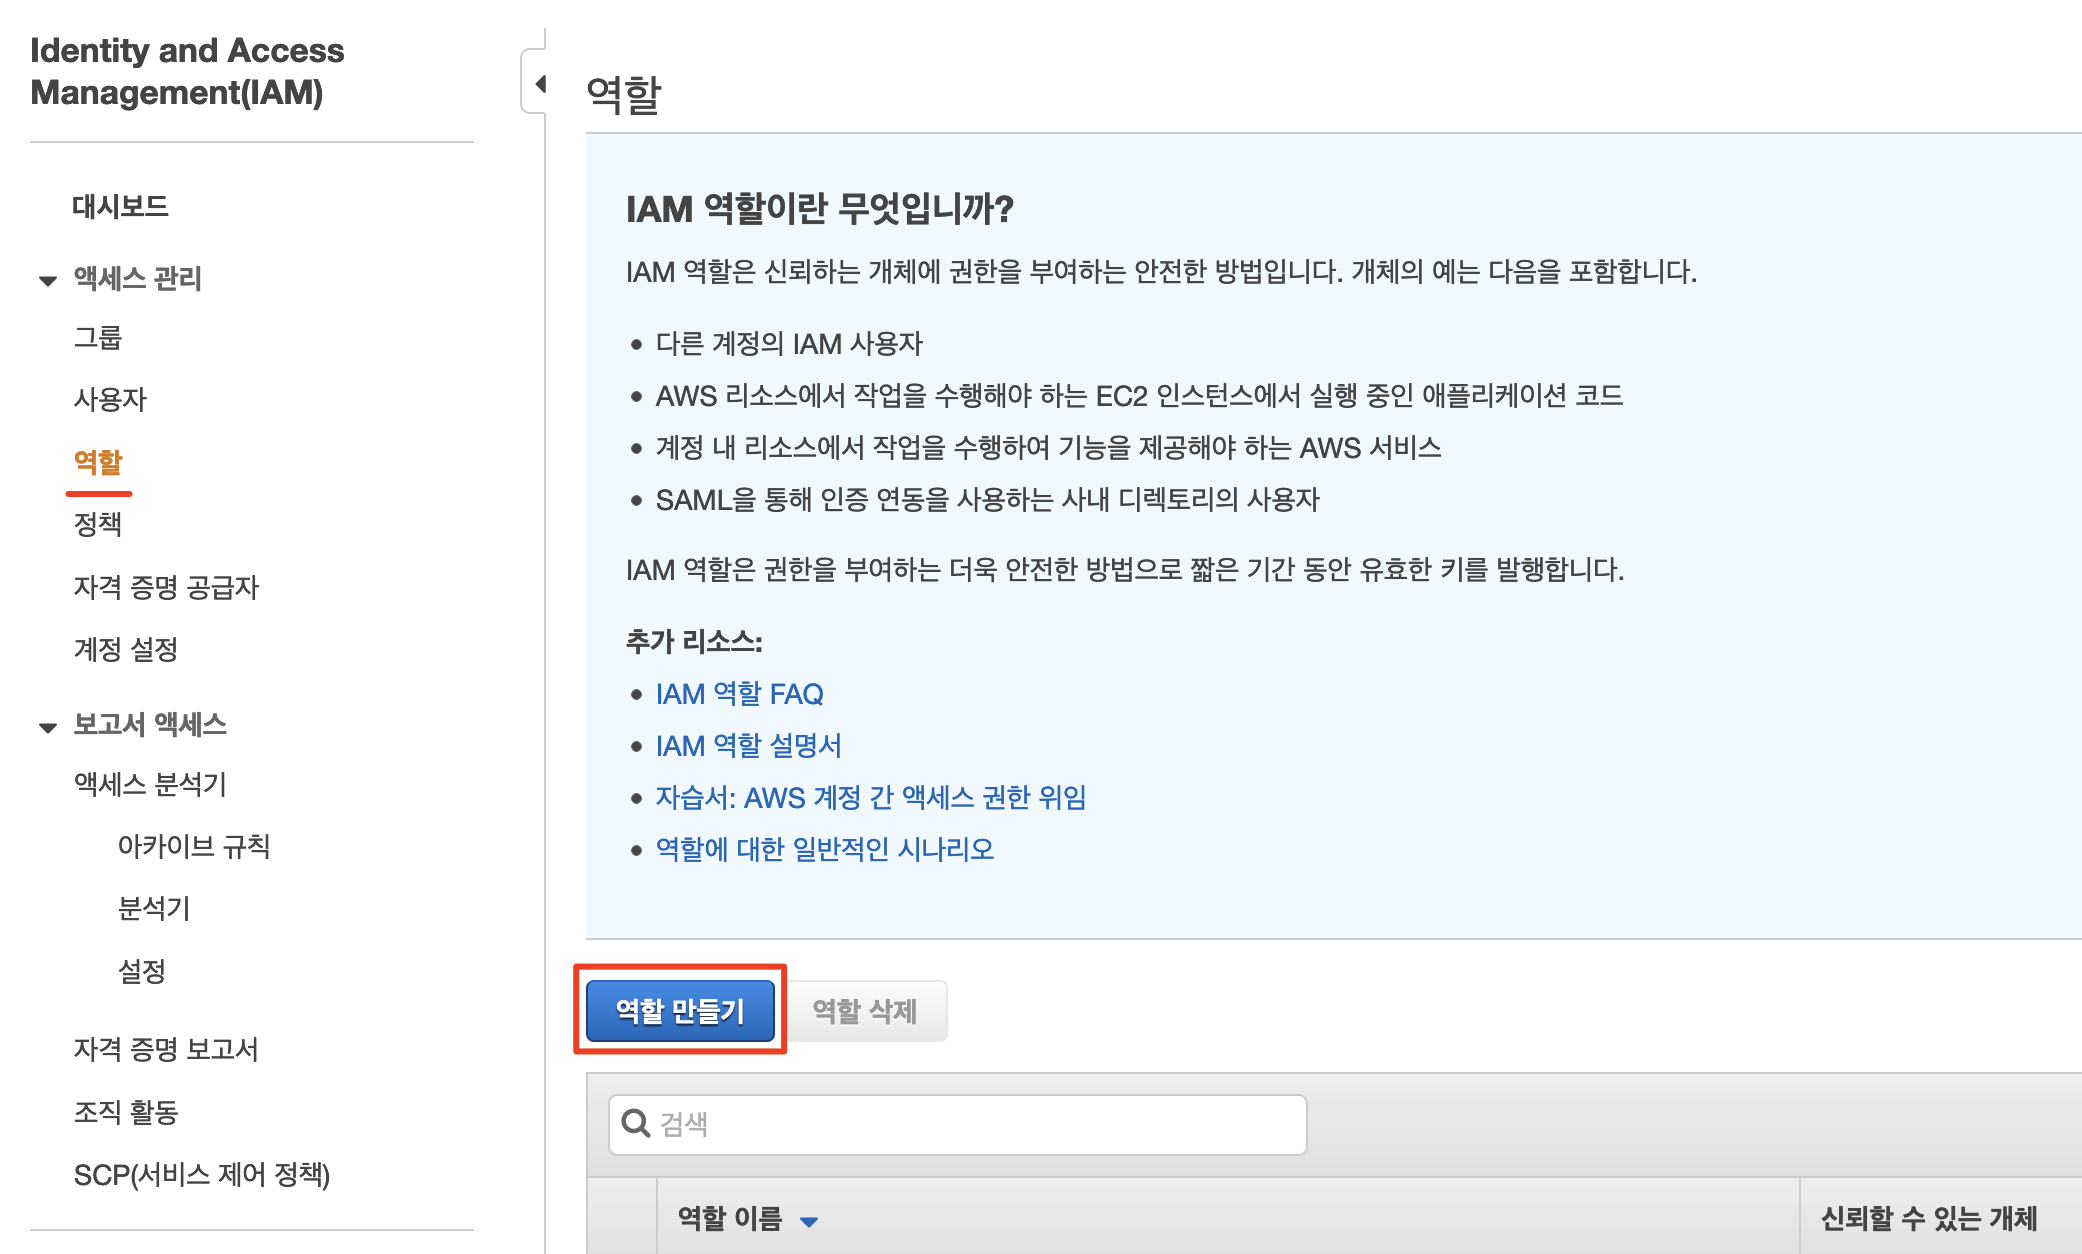 Identity and Access
Management(IAM)
대시보드
액세스 관리
그룹
사용자
역할
정책
자격 증명 공급자
계정 설정
보고서 액세스
액세스 분석기
아카이브 규칙
분석기
설정
자격 증명 보고서
조직 활동
SCP(서비스 제어 정책)
역할
IAM 역할이란 무엇입니까?
IAM 역할은 신뢰하는 개체에 권한을 부여하는 안전한 방법입니다. 개체의 예는 다음을 포함합니다.
다른 계정의 IAM 사용자
AWS 리소스에서 작업을 수행해야 하는 EC2 인스턴스에서 실행 중인 애플리케이션 코드
계정 내 리소스에서 작업을 수행하여 기능을 제공해야 하는 AWS 서비스
SAML을 통해 인증 연동을 사용하는 사내 디렉토리의 사용자
IAM 역할은 권한을 부여하는 더욱 안전한 방법으로 짧은 기간 동안 유효한 키를 발행합니다.
추가 리소스:
IAM 역할 FAQ
IAM 역할 설명서
자습서: AWS 계정 간 액세스 권한 위임
역할에 대한 일반적인 시나리오
역할 만들기 역할 삭제
검색
역할 이름 신뢰할 수 있는 개체